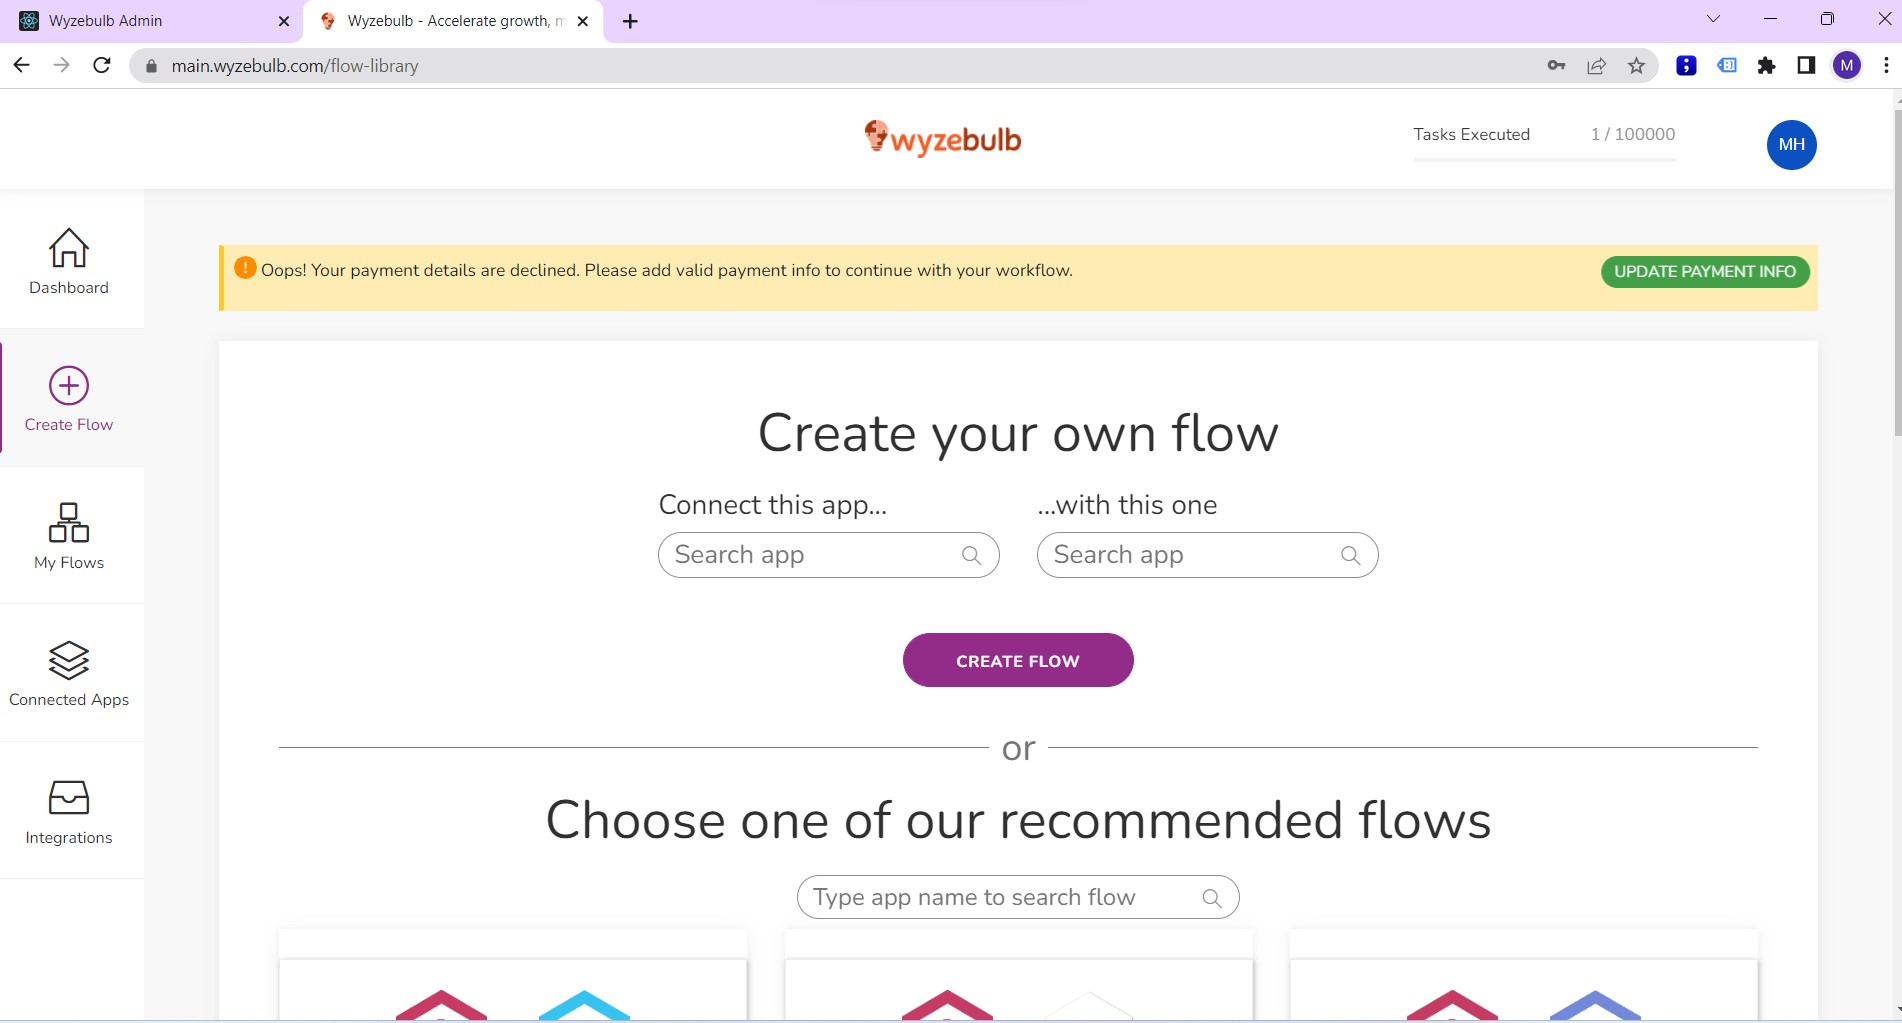 Wyzebulb Admin
Wyzebulb - Accelerate growth, m
main.wyzebulb.com/flow-library
M
wyzebulb
Tasks Executed 1 / 100000
MH
Dashboard
Create Flow
My Flows
Connected Apps
Integrations
Oops! Your payment details are declined. Please add valid payment info to continue with your workflow.
UPDATE PAYMENT INFO
Create your own flow
Connect this app...
...with this one
Search app
Search app
CREATE FLOW
or
Choose one of our recommended flows
Type app name to search flow